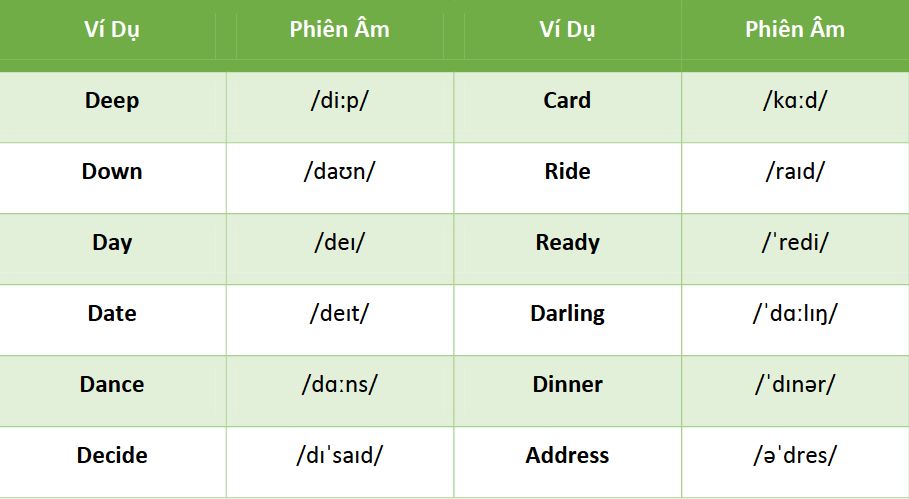 Ví Dụ Phiên Âm Ví Dụ Phiên Âm
Deep /di:p/ Card /kɑːd/
Down /daʊn/ Ride /raɪd/
Day /deɪ/ Ready /ˈredi/
Date /deɪt/ Darling /ˈdɑːlɪŋ/
Dance /dɑːns/ Dinner /ˈdɪnər/
Decide /dɪˈsaɪd/ Address /əˈdres/